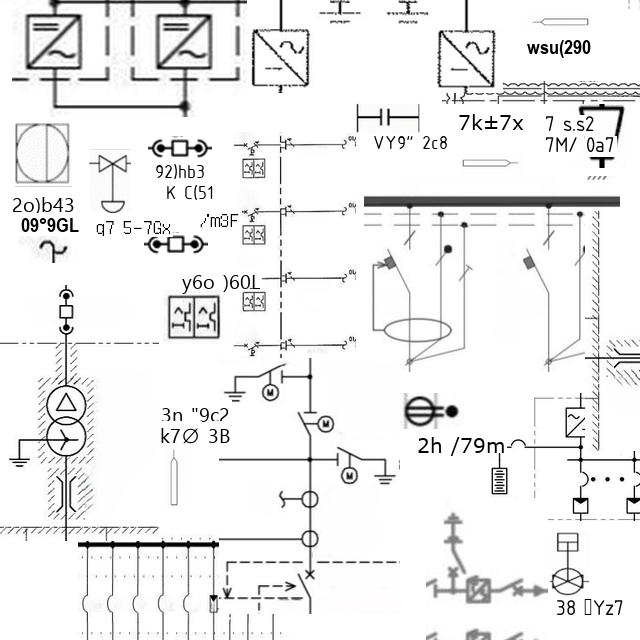 wsu(290
7k±7x
7 s.s2
7M/ 0a7
VY9" 2c8
92)hb3
K C(51
2o)b43
09°9GL
q7 5-7Gx
/m3F
y6o )60L
3n "9c2
k7∅ 3B
2h /79m
M
M
M
38 Yz7